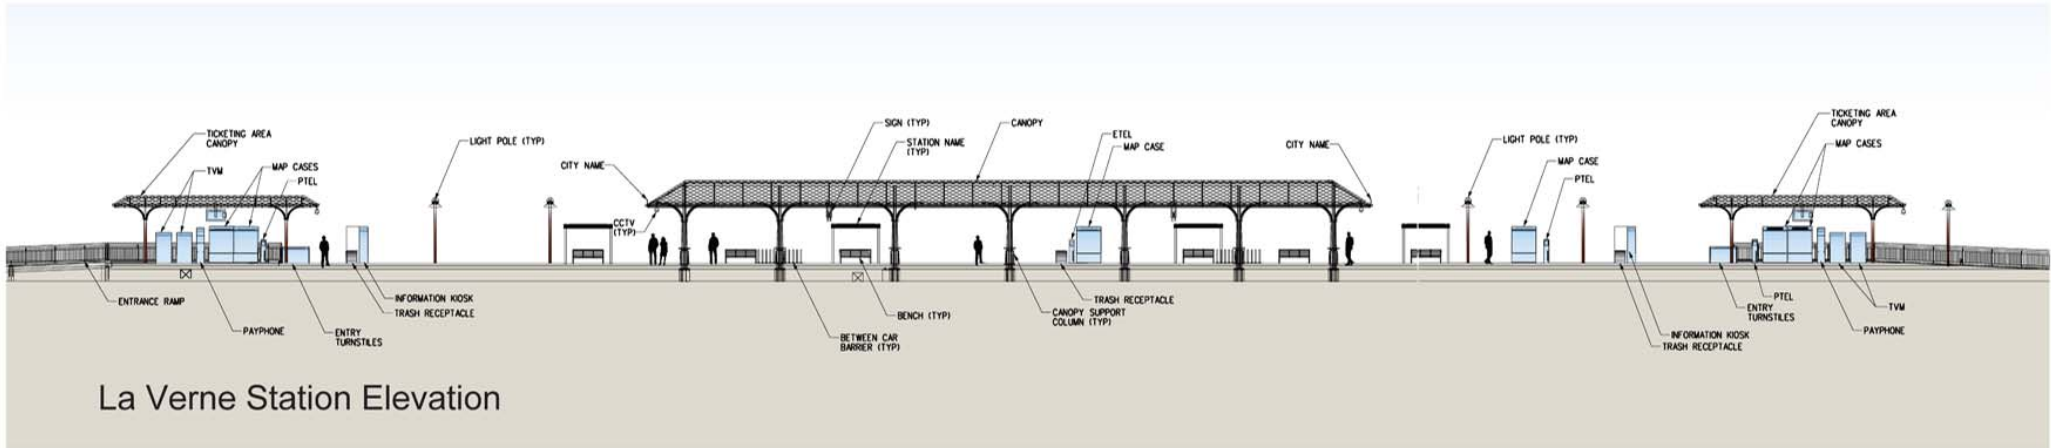 TICKETING AREA
CANOPY
TVM
MAP CASES
PTEL
LIGHT POLE (TYP)
CITY NAME
CCTV
(TYP)
SIGN (TYP)
STATION NAME
(TYP)
CANOPY
ETEL
MAP CASE
CITY NAME
LIGHT POLE (TYP)
MAP CASE
PTEL
TICKETING AREA
CANOPY
MAP CASES
ENTRANCE RAMP
PAYPHONE
INFORMATION KIOSK
TRASH RECEPTACLE
ENTRY
TURNSTILES
BETWEEN CAR
BARRIER (TYP)
BENCH (TYP)
TRASH RECEPTACLE
CANOPY SUPPORT
COLUMN (TYP)
INFORMATION KIOSK
TRASH RECEPTACLE
PTEL
ENTRY
TURNSTILES
TVM
PAYPHONE
La Verne Station Elevation